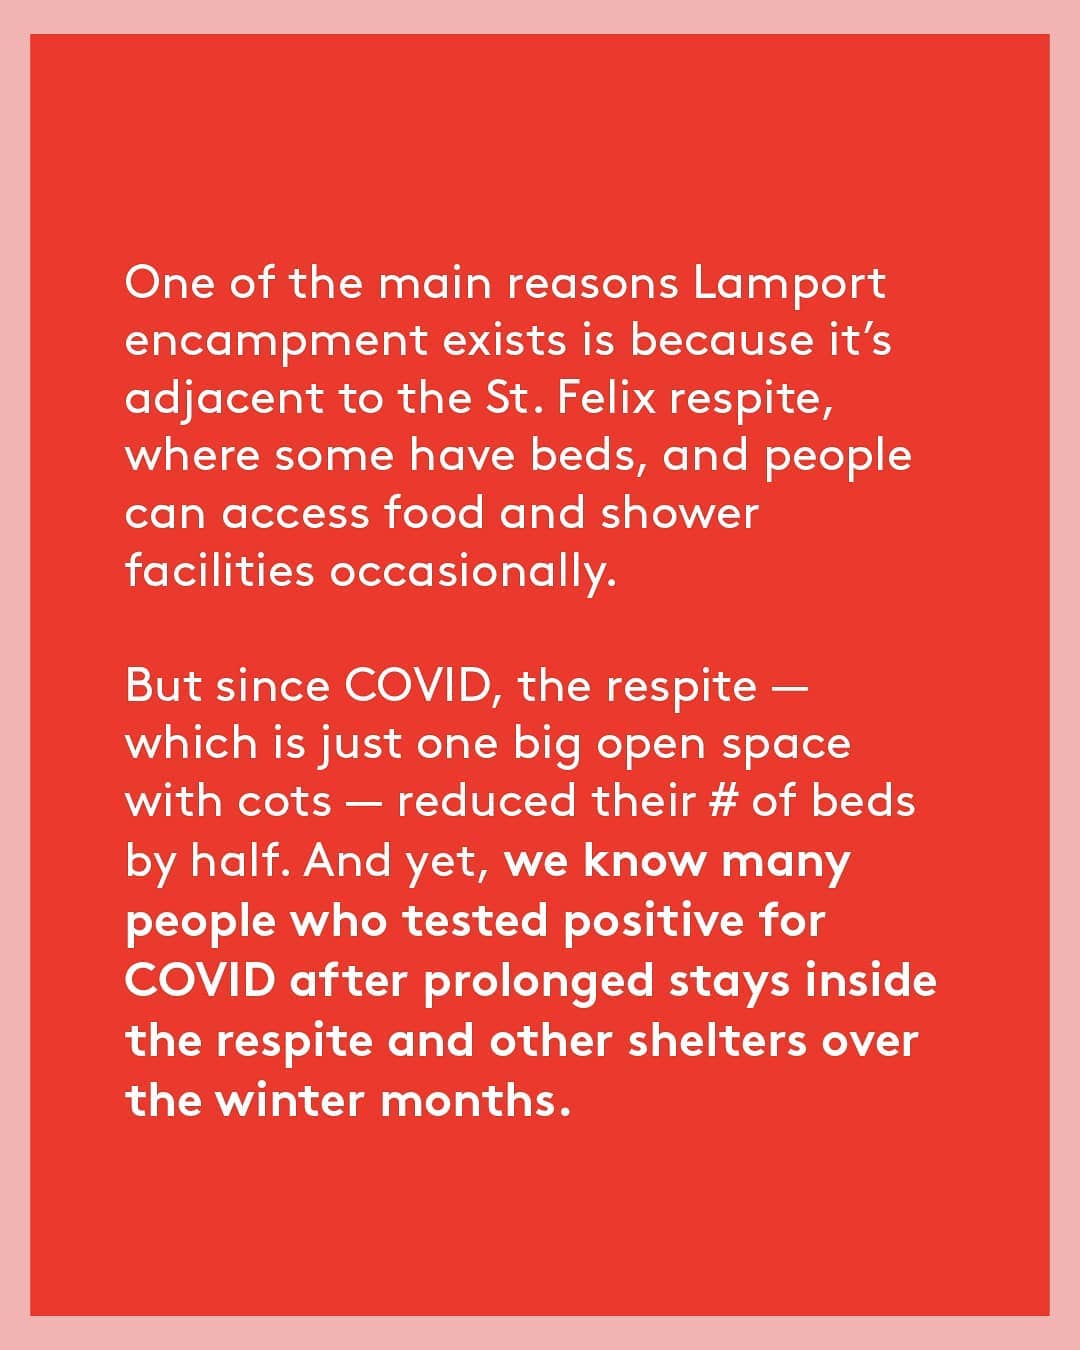 One of the main reasons Lamport
encampment exists is because it’s
adjacent to the St. Felix respite,
where some have beds, and people
can access food and shower
facilities occasionally.
But since COVID, the respite —
which is just one big open space
with cots — reduced their # of beds
by half. And yet, we know many
people who tested positive for
COVID after prolonged stays inside
the respite and other shelters over
the winter months.